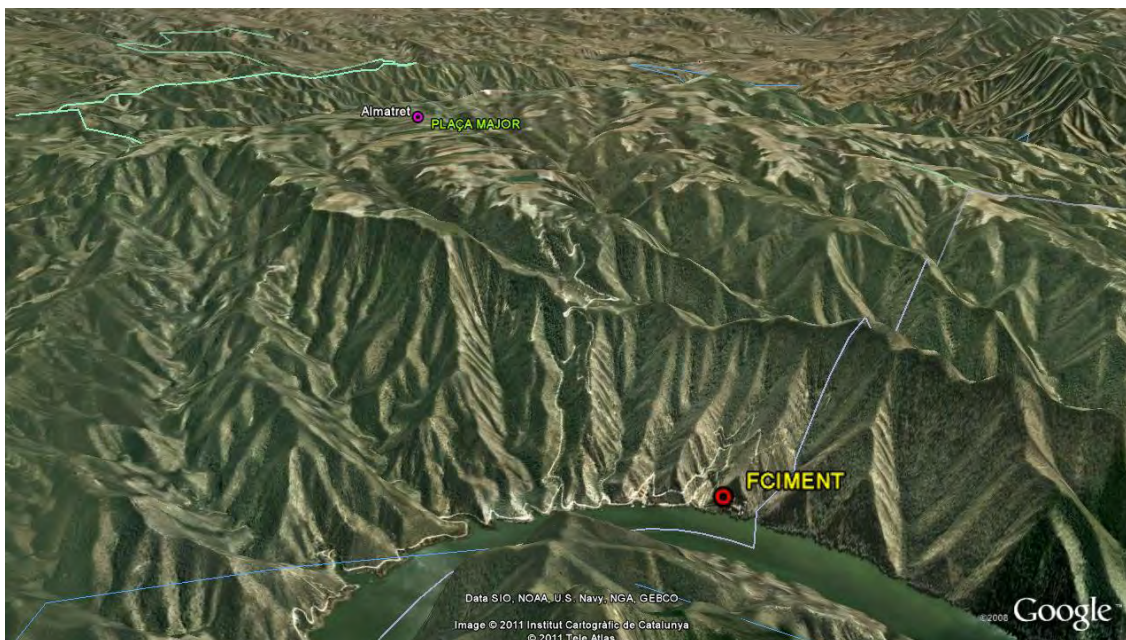 Almatret
PLAÇA MAJOR
FCIMENT
Data SIO, NOAA, U.S. Navy, NGA, GEBCO
Image © 2011 Institut Cartogràfic de Catalunya
© 2011 Tele Atlas
©2008 Google